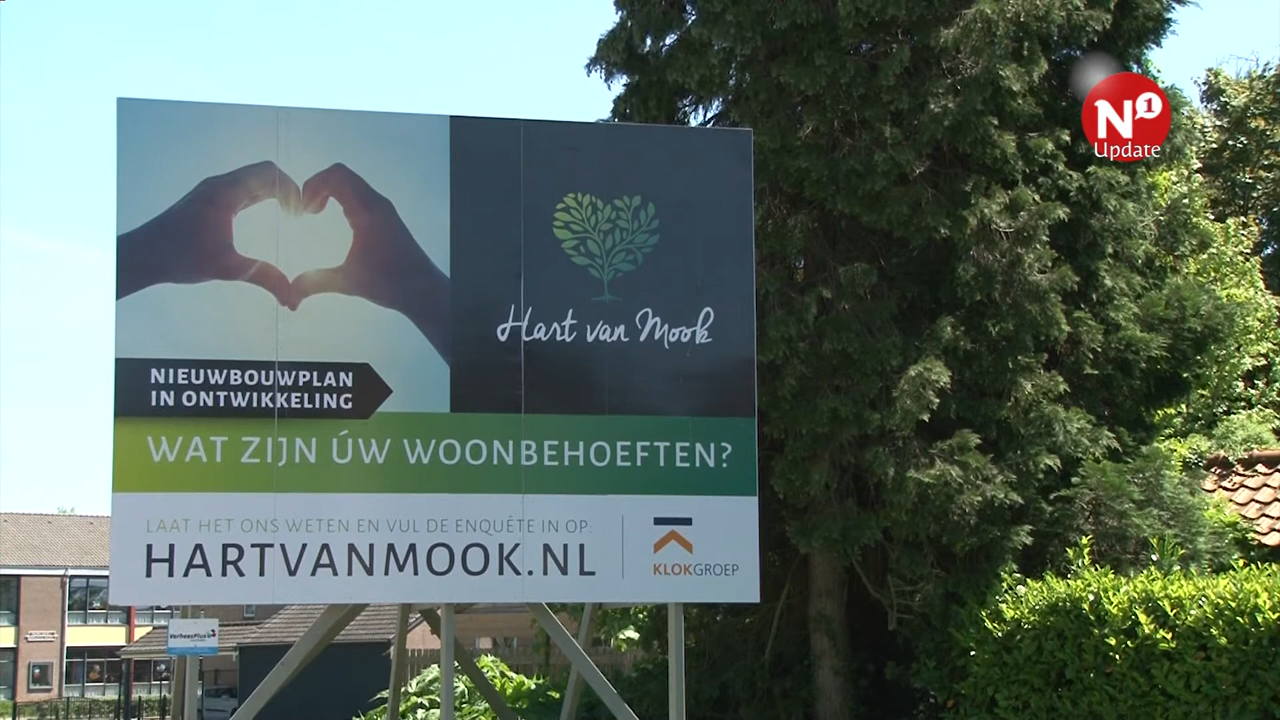 N1
Update
Hart van Mook
NIEUWBOUWPLAN
IN ONTWIKKELING
WAT ZIJN ÚW WOONBEHOEFTEN?
LAAT HET ONS WETEN EN VUL DE ENQUÊTE IN OP:
HARTVANMOOK.NL
KLOKGROEP
VerheesPlus